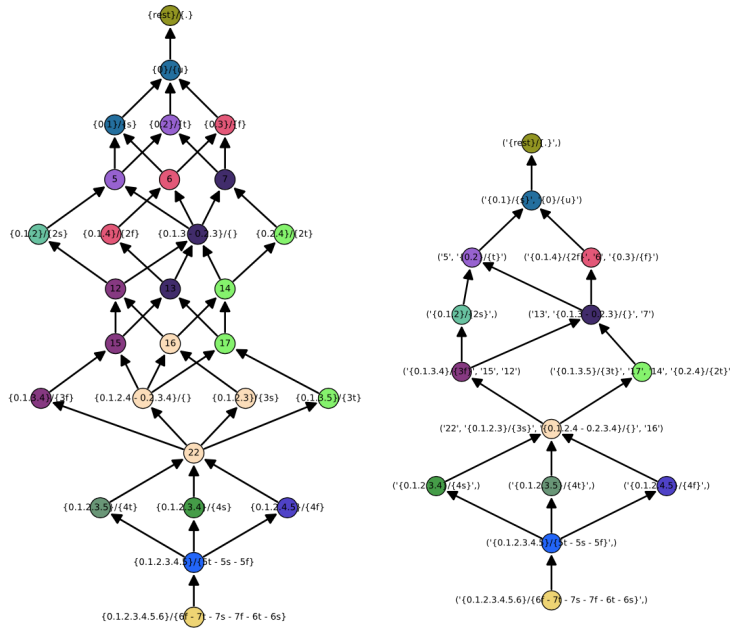 {rest}/{.}
{0}/{u}
{0.1}/{s} {0.2}/{t} {0.3}/{f}
5 6 7
{0.1.2}/{2s} {0.1.4}/{2f} {0.1.3 - 0.2.3}/{} {0.2.4}/{2t}
12 13 14
15 16 17
{0.1.3.4}/{3f} {0.1.2.4 - 0.2.3.4}/{} {0.1.2.3}/{3s} {0.1.3.5}/{3t}
22
{0.1.2.3.5}/{4t} {0.1.2.3.4}/{4s} {0.1.2.4.5}/{4f}
{0.1.2.3.4.5}/{5t - 5s - 5f}
{0.1.2.3.4.5.6}/{6f - 7t - 7s - 7f - 6t - 6s}
('{rest}/{.}',)
('{0.1}/{s}', '{0}/{u}')
('5', '{0.2}/{t}') ('{0.1.4}/{2f}', '6', '{0.3}/{f}')
('{0.1.2}/{2s}',) ('13', '{0.1.3 - 0.2.3}/{}', '7')
('{0.1.3.4}/{3f}', '15', '12') ('{0.1.3.5}/{3t}', '17', '14', '{0.2.4}/{2t}')
('22', '{0.1.2.3}/{3s}', '{0.1.2.4 - 0.2.3.4}/{}', '16')
('{0.1.2.3.4}/{4s}',) ('{0.1.2.3.5}/{4t}',) ('{0.1.2.4.5}/{4f}',)
('{0.1.2.3.4.5}/{5t - 5s - 5f}',)
('{0.1.2.3.4.5.6}/{6f - 7t - 7s - 7f - 6t - 6s}',)